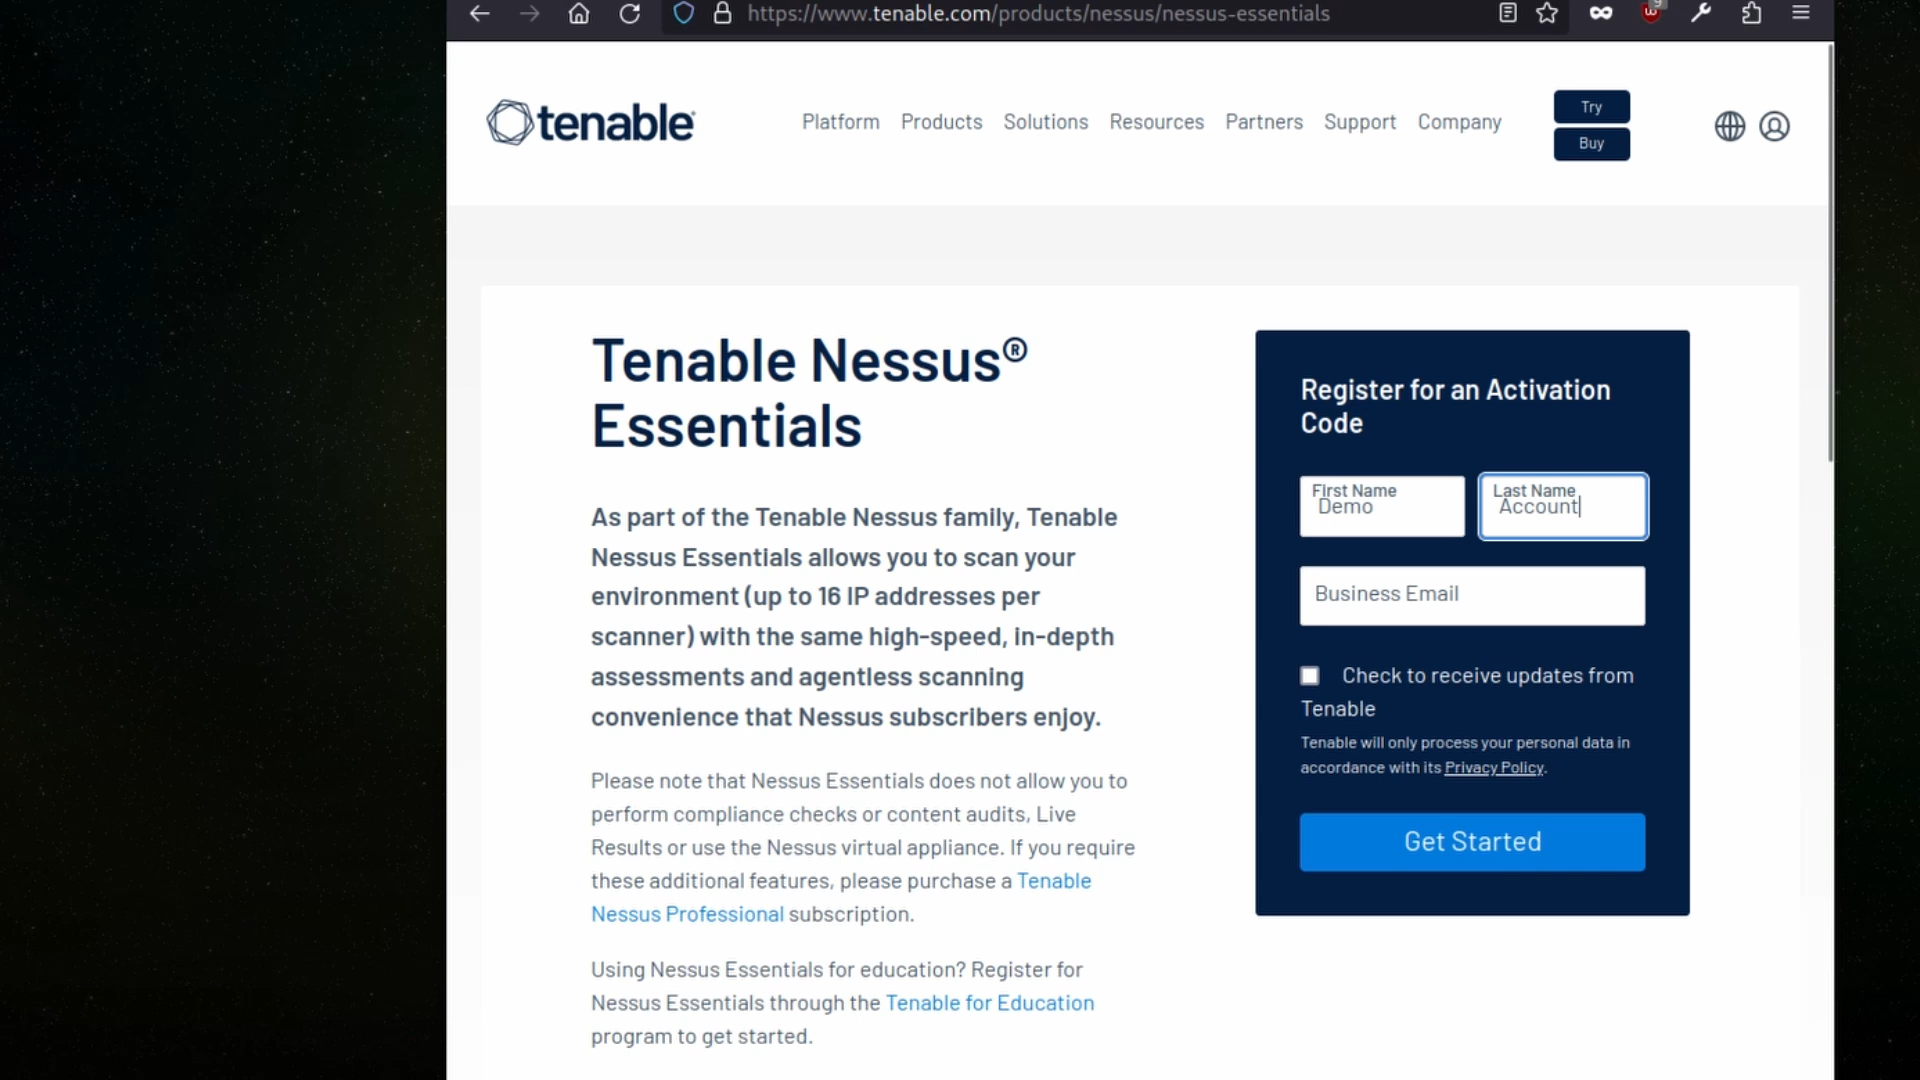 https://www.tenable.com/products/nessus/nessus-essentials
9
tenable
Platform Products Solutions Resources Partners Support Company
Try
Buy
Tenable Nessus®
Essentials
As part of the Tenable Nessus family, Tenable
Nessus Essentials allows you to scan your
environment (up to 16 IP addresses per
scanner) with the same high-speed, in-depth
assessments and agentless scanning
convenience that Nessus subscribers enjoy.
Please note that Nessus Essentials does not allow you to
perform compliance checks or content audits, Live
Results or use the Nessus virtual appliance. If you require
these additional features, please purchase a Tenable
Nessus Professional subscription.
Using Nessus Essentials for education? Register for
Nessus Essentials through the Tenable for Education
program to get started.
Register for an Activation
Code
First Name Last Name
Demo Account
Business Email
Check to receive updates from
Tenable
Tenable will only process your personal data in
accordance with its Privacy Policy.
Get Started